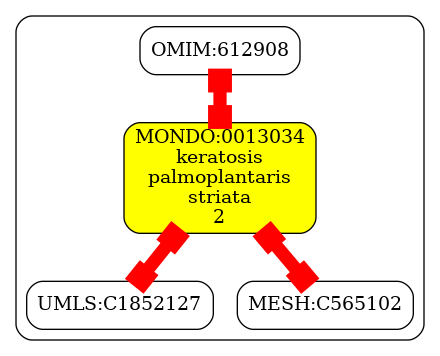 OMIM:612908
MONDO:0013034
keratosis
palmoplantaris
striata
2
UMLS:C1852127
MESH:C565102